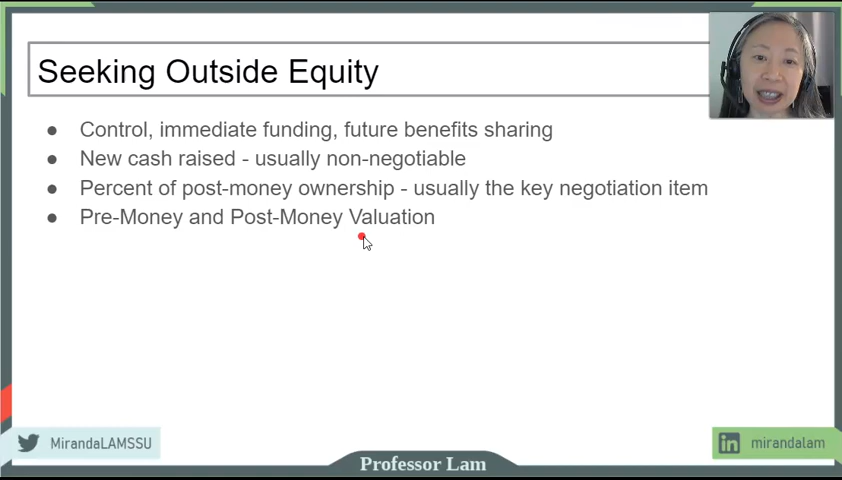 Seeking Outside Equity
● Control, immediate funding, future benefits sharing
● New cash raised - usually non-negotiable
● Percent of post-money ownership - usually the key negotiation item
● Pre-Money and Post-Money Valuation
MirandaLAMSSU
in mirandalam
Professor Lam